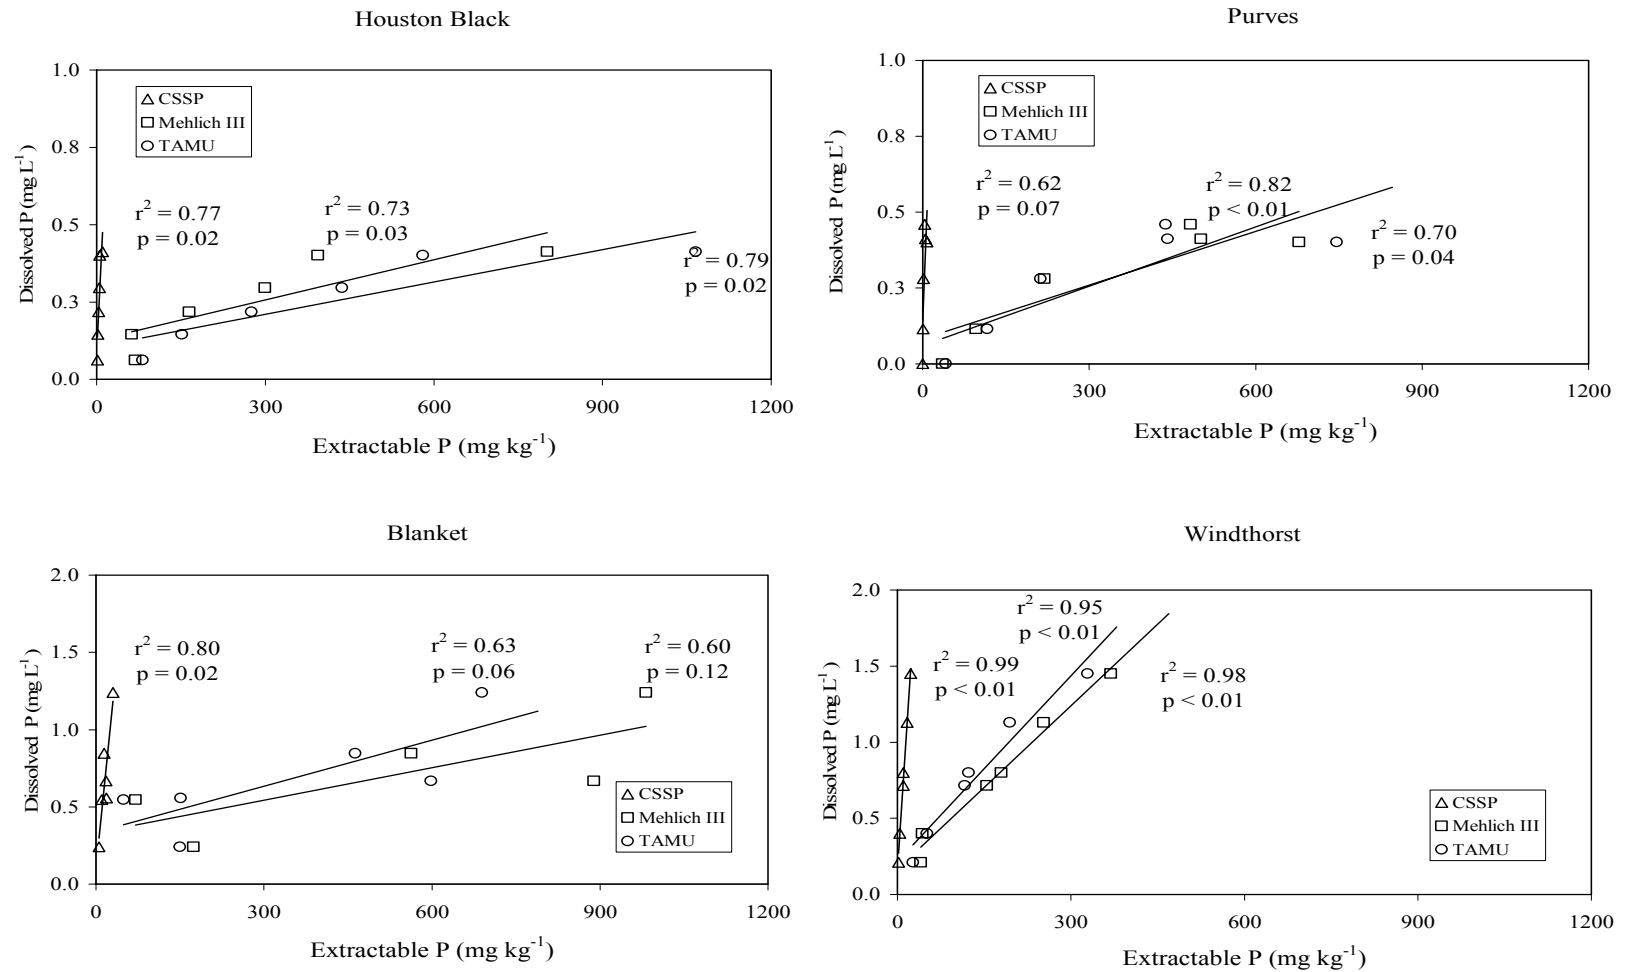 Houston Black
1.0
0.8
0.5
0.3
0.0
Dissolved P (mg L⁻¹)
CSSP
Mehlich III
TAMU
r² = 0.77
p = 0.02
r² = 0.73
p = 0.03
r² = 0.79
p = 0.02
0 300 600 900 1200
Extractable P (mg kg⁻¹)
Purves
1.0
0.8
0.5
0.3
0.0
Dissolved P (mg L⁻¹)
CSSP
Mehlich III
TAMU
r² = 0.62
p = 0.07
r² = 0.82
p < 0.01
r² = 0.70
p = 0.04
0 300 600 900 1200
Extractable P (mg kg⁻¹)
Blanket
2.0
1.5
1.0
0.5
0.0
Dissolved P (mg L⁻¹)
r² = 0.80
p = 0.02
r² = 0.63
p = 0.06
r² = 0.60
p = 0.12
CSSP
Mehlich III
TAMU
0 300 600 900 1200
Extractable P (mg kg⁻¹)
Windthorst
2.0
1.5
1.0
0.5
0.0
Dissolved P (mg L⁻¹)
r² = 0.95
p < 0.01
r² = 0.99
p < 0.01
r² = 0.98
p < 0.01
CSSP
Mehlich III
TAMU
0 300 600 900 1200
Extractable P (mg kg⁻¹)